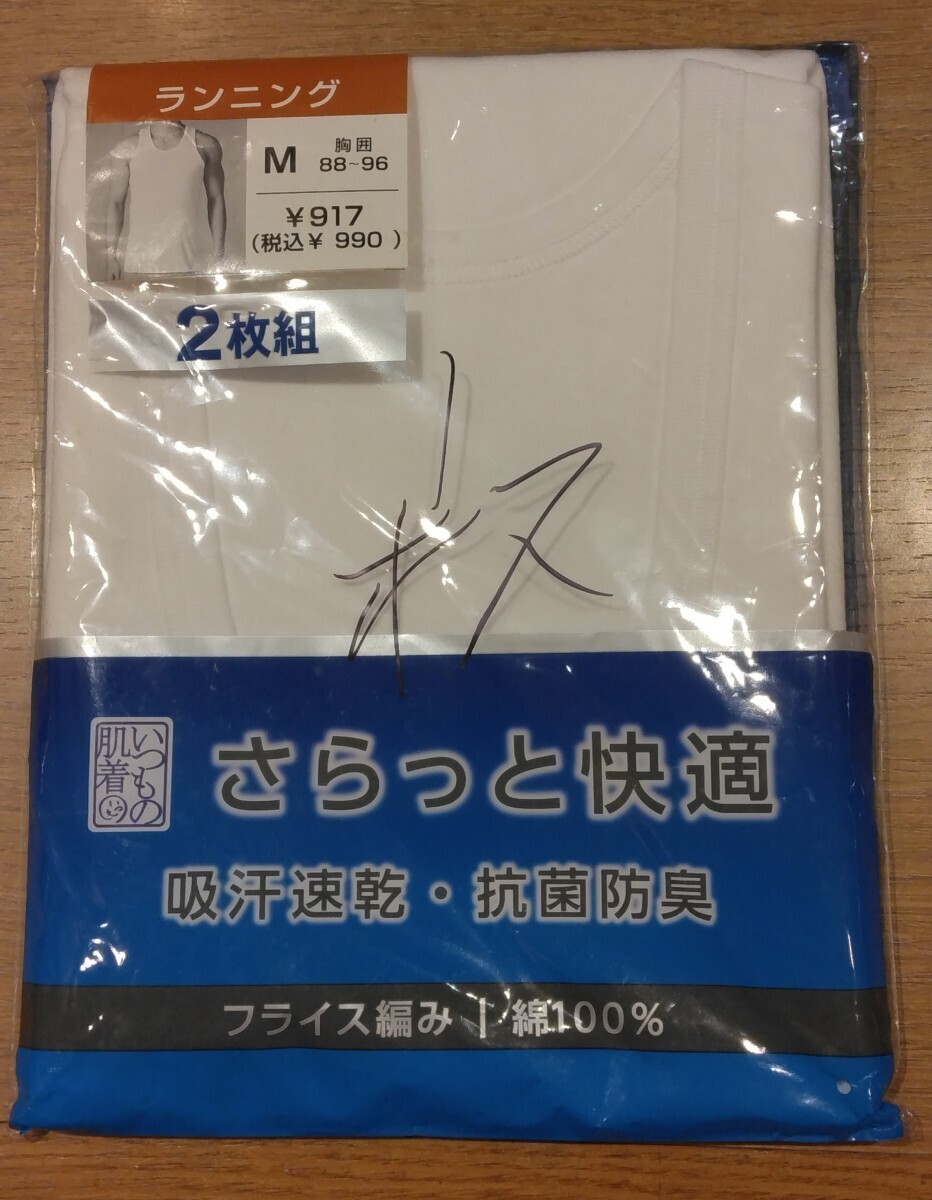 ランニング
M
胸囲
88~96
¥917
(税込¥ 990 )
2枚組
いつもの
肌着
さらっと快適
吸汗速乾・抗菌防臭
フライス編み | 綿100%